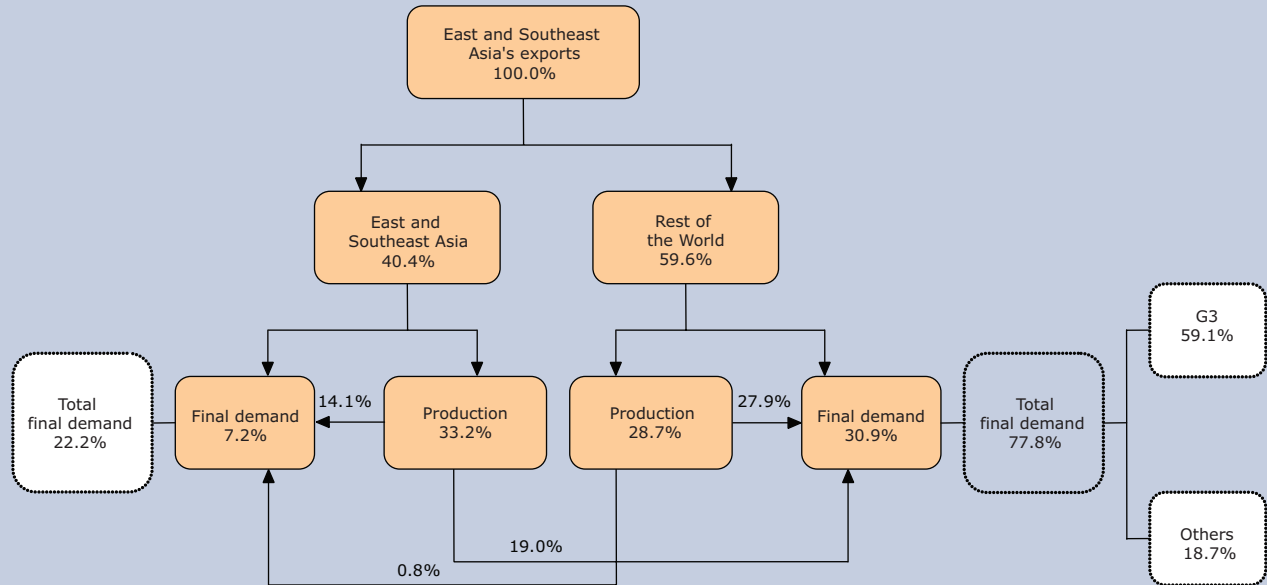 East and Southeast
Asia's exports
100.0%
East and
Southeast Asia
40.4%
Rest of
the World
59.6%
G3
59.1%
Total
final demand
22.2%
Final demand
7.2%
14.1%
Production
33.2%
Production
28.7%
27.9%
Final demand
30.9%
Total
final demand
77.8%
19.0%
0.8%
Others
18.7%